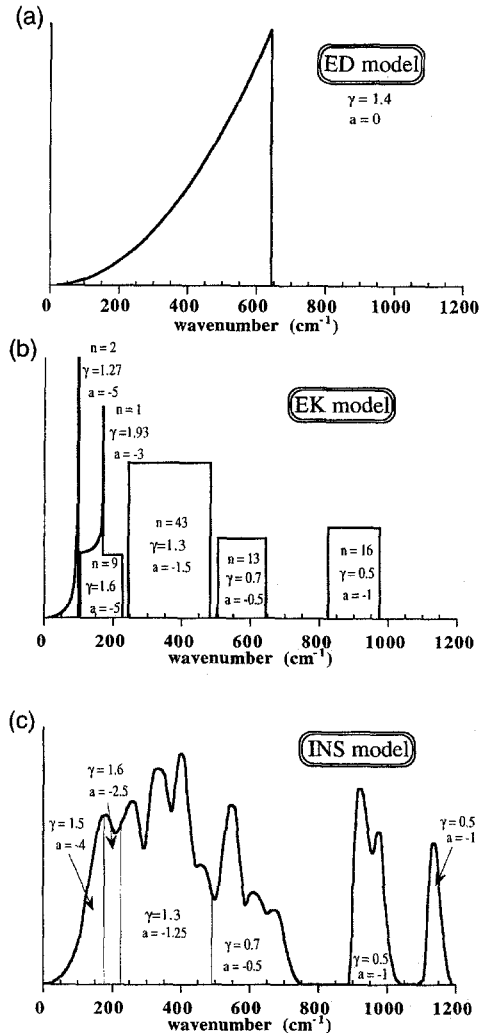 (a)
ED model
γ = 1.4
a = 0
0 200 400 600 800 1000 1200
wavenumber (cm⁻¹)
(b)
n = 2
γ=1.27
a= -5
n = 1
γ=1.93
a= -3
EK model
n = 9
γ=1.6
a= -5
n = 43
γ=1.3
a= -1.5
n = 13
γ = 0.7
a= -0.5
n = 16
γ = 0.5
a= -1
0 200 400 600 800 1000
wavenumber (cm⁻¹)
(c)
INS model
γ = 1.5
a= -4
γ = 1.6
a= -2.5
γ=1.3
a= -1.25
γ = 0.7
a= -0.5
γ=0.5
a= -1
γ = 0.5
a= -1
0 200 400 600 800 1000 1200
wavenumber (cm⁻¹)